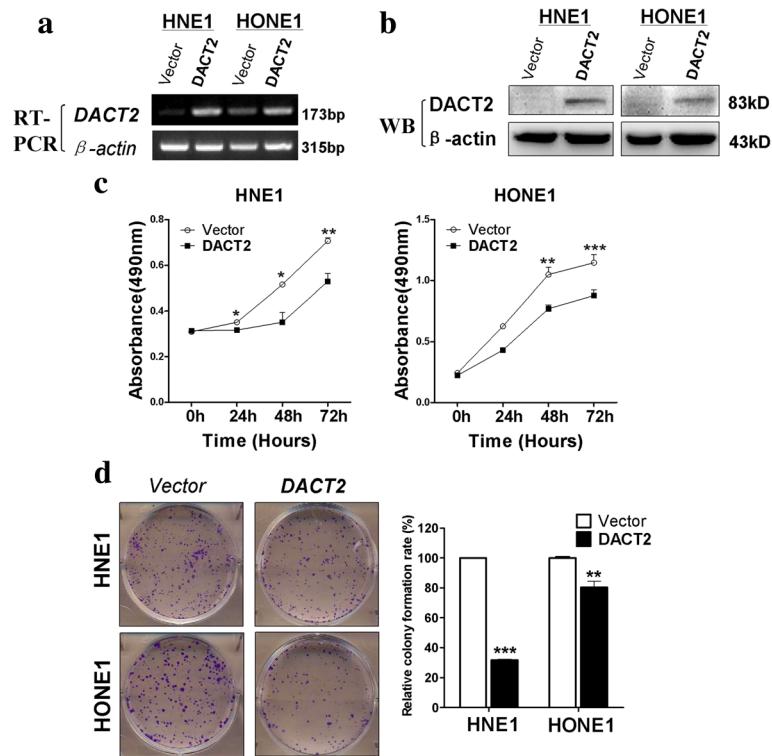 a
HNE1 HONE1
Vector DACT2 Vector DACT2
RT-PCR
DACT2 173bp
β-actin 315bp
b
HNE1 HONE1
Vector DACT2 Vector DACT2
WB
DACT2 83kD
β-actin 43kD
c
HNE1
Absorbance(490nm)
0.8
0.6
0.4
0.2
0.0
Vector
DACT2
* * **
0h 24h 48h 72h
Time (Hours)
HONE1
Absorbance(490nm)
1.5
1.0
0.5
0.0
Vector
DACT2
** ***
0h 24h 48h 72h
Time (Hours)
d
Vector DACT2
HNE1
HONE1
Relative colony formation rate (%)
120
100
80
60
40
20
0
Vector
DACT2
*** **
HNE1 HONE1